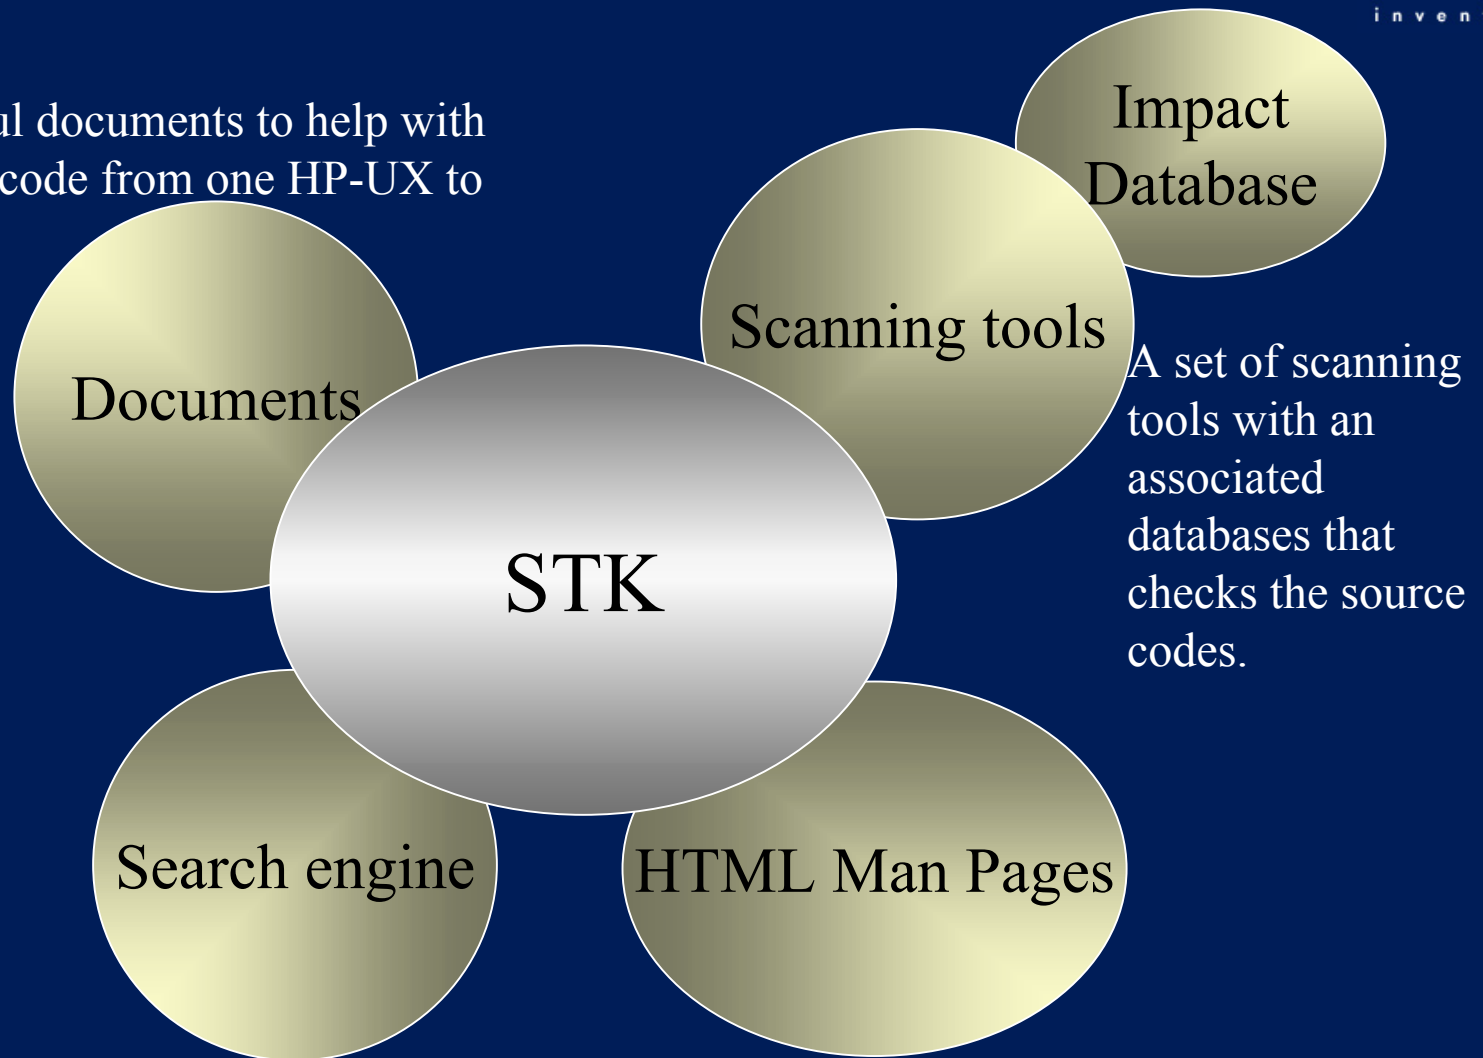 inven
ul documents to help with
code from one HP-UX to
Impact
Database
Scanning tools
Documents
A set of scanning
tools with an
associated
databases that
checks the source
codes.
STK
Search engine
HTML Man Pages